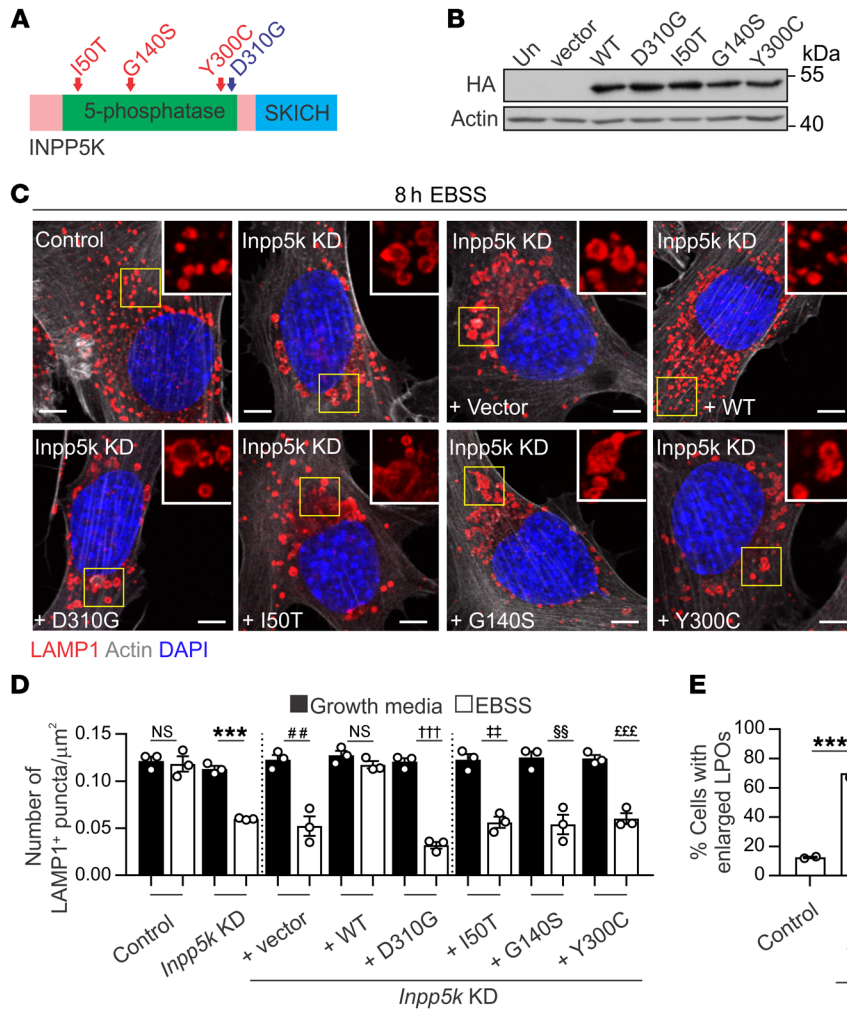 A
I50T
G140S
Y300C
D310G
5-phosphatase
SKICH
INPP5K
B
Un
vector
WT
D310G
I50T
G140S
Y300C
kDa
HA
55
Actin
40
C
8 h EBSS
Control
Inpp5k KD
Inpp5k KD
+ Vector
Inpp5k KD
+ WT
Inpp5k KD
+ D310G
Inpp5k KD
+ I50T
Inpp5k KD
+ G140S
Inpp5k KD
+ Y300C
LAMP1 Actin DAPI
D
Growth media EBSS
Number of
LAMP1+ puncta/μm²
0.15
0.10
0.05
0.00
NS
***
##
NS
†††
‡‡
§§
£££
Control
Inpp5k KD
+ vector
+ WT
+ D310G
+ I50T
+ G140S
+ Y300C
Inpp5k KD
E
% Cells with
enlarged LPOs
100
80
60
40
20
0
***
Control